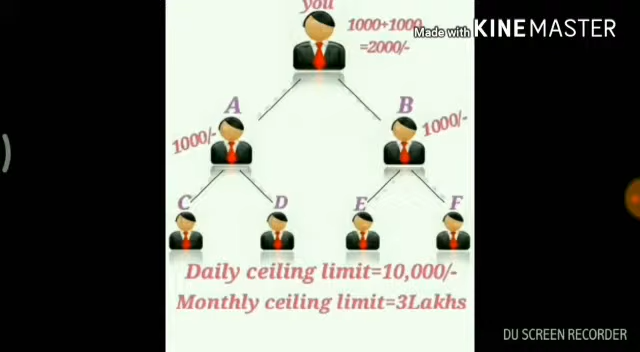 you
1000+1000
=2000/-
Made with KINEMASTER
A
B
1000/-
1000/-
C
D
E
F
Daily ceiling limit=10,000/-
Monthly ceiling limit=3Lakhs
DU SCREEN RECORDER